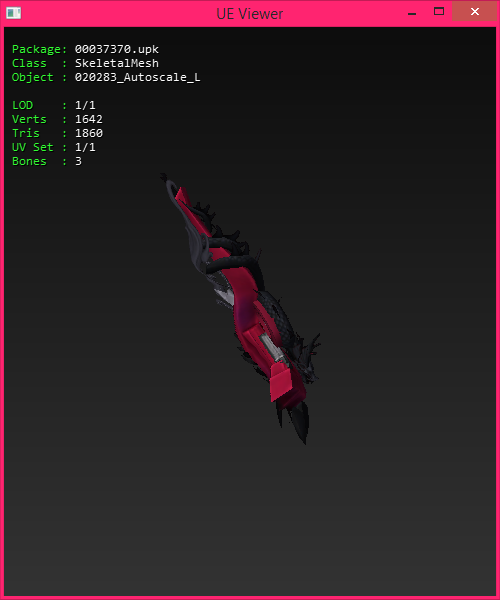 UE Viewer
Package: 00037370.upk
Class  : SkeletalMesh
Object : 020283_Autoscale_L
LOD    : 1/1
Verts  : 1642
Tris   : 1860
UV Set : 1/1
Bones  : 3